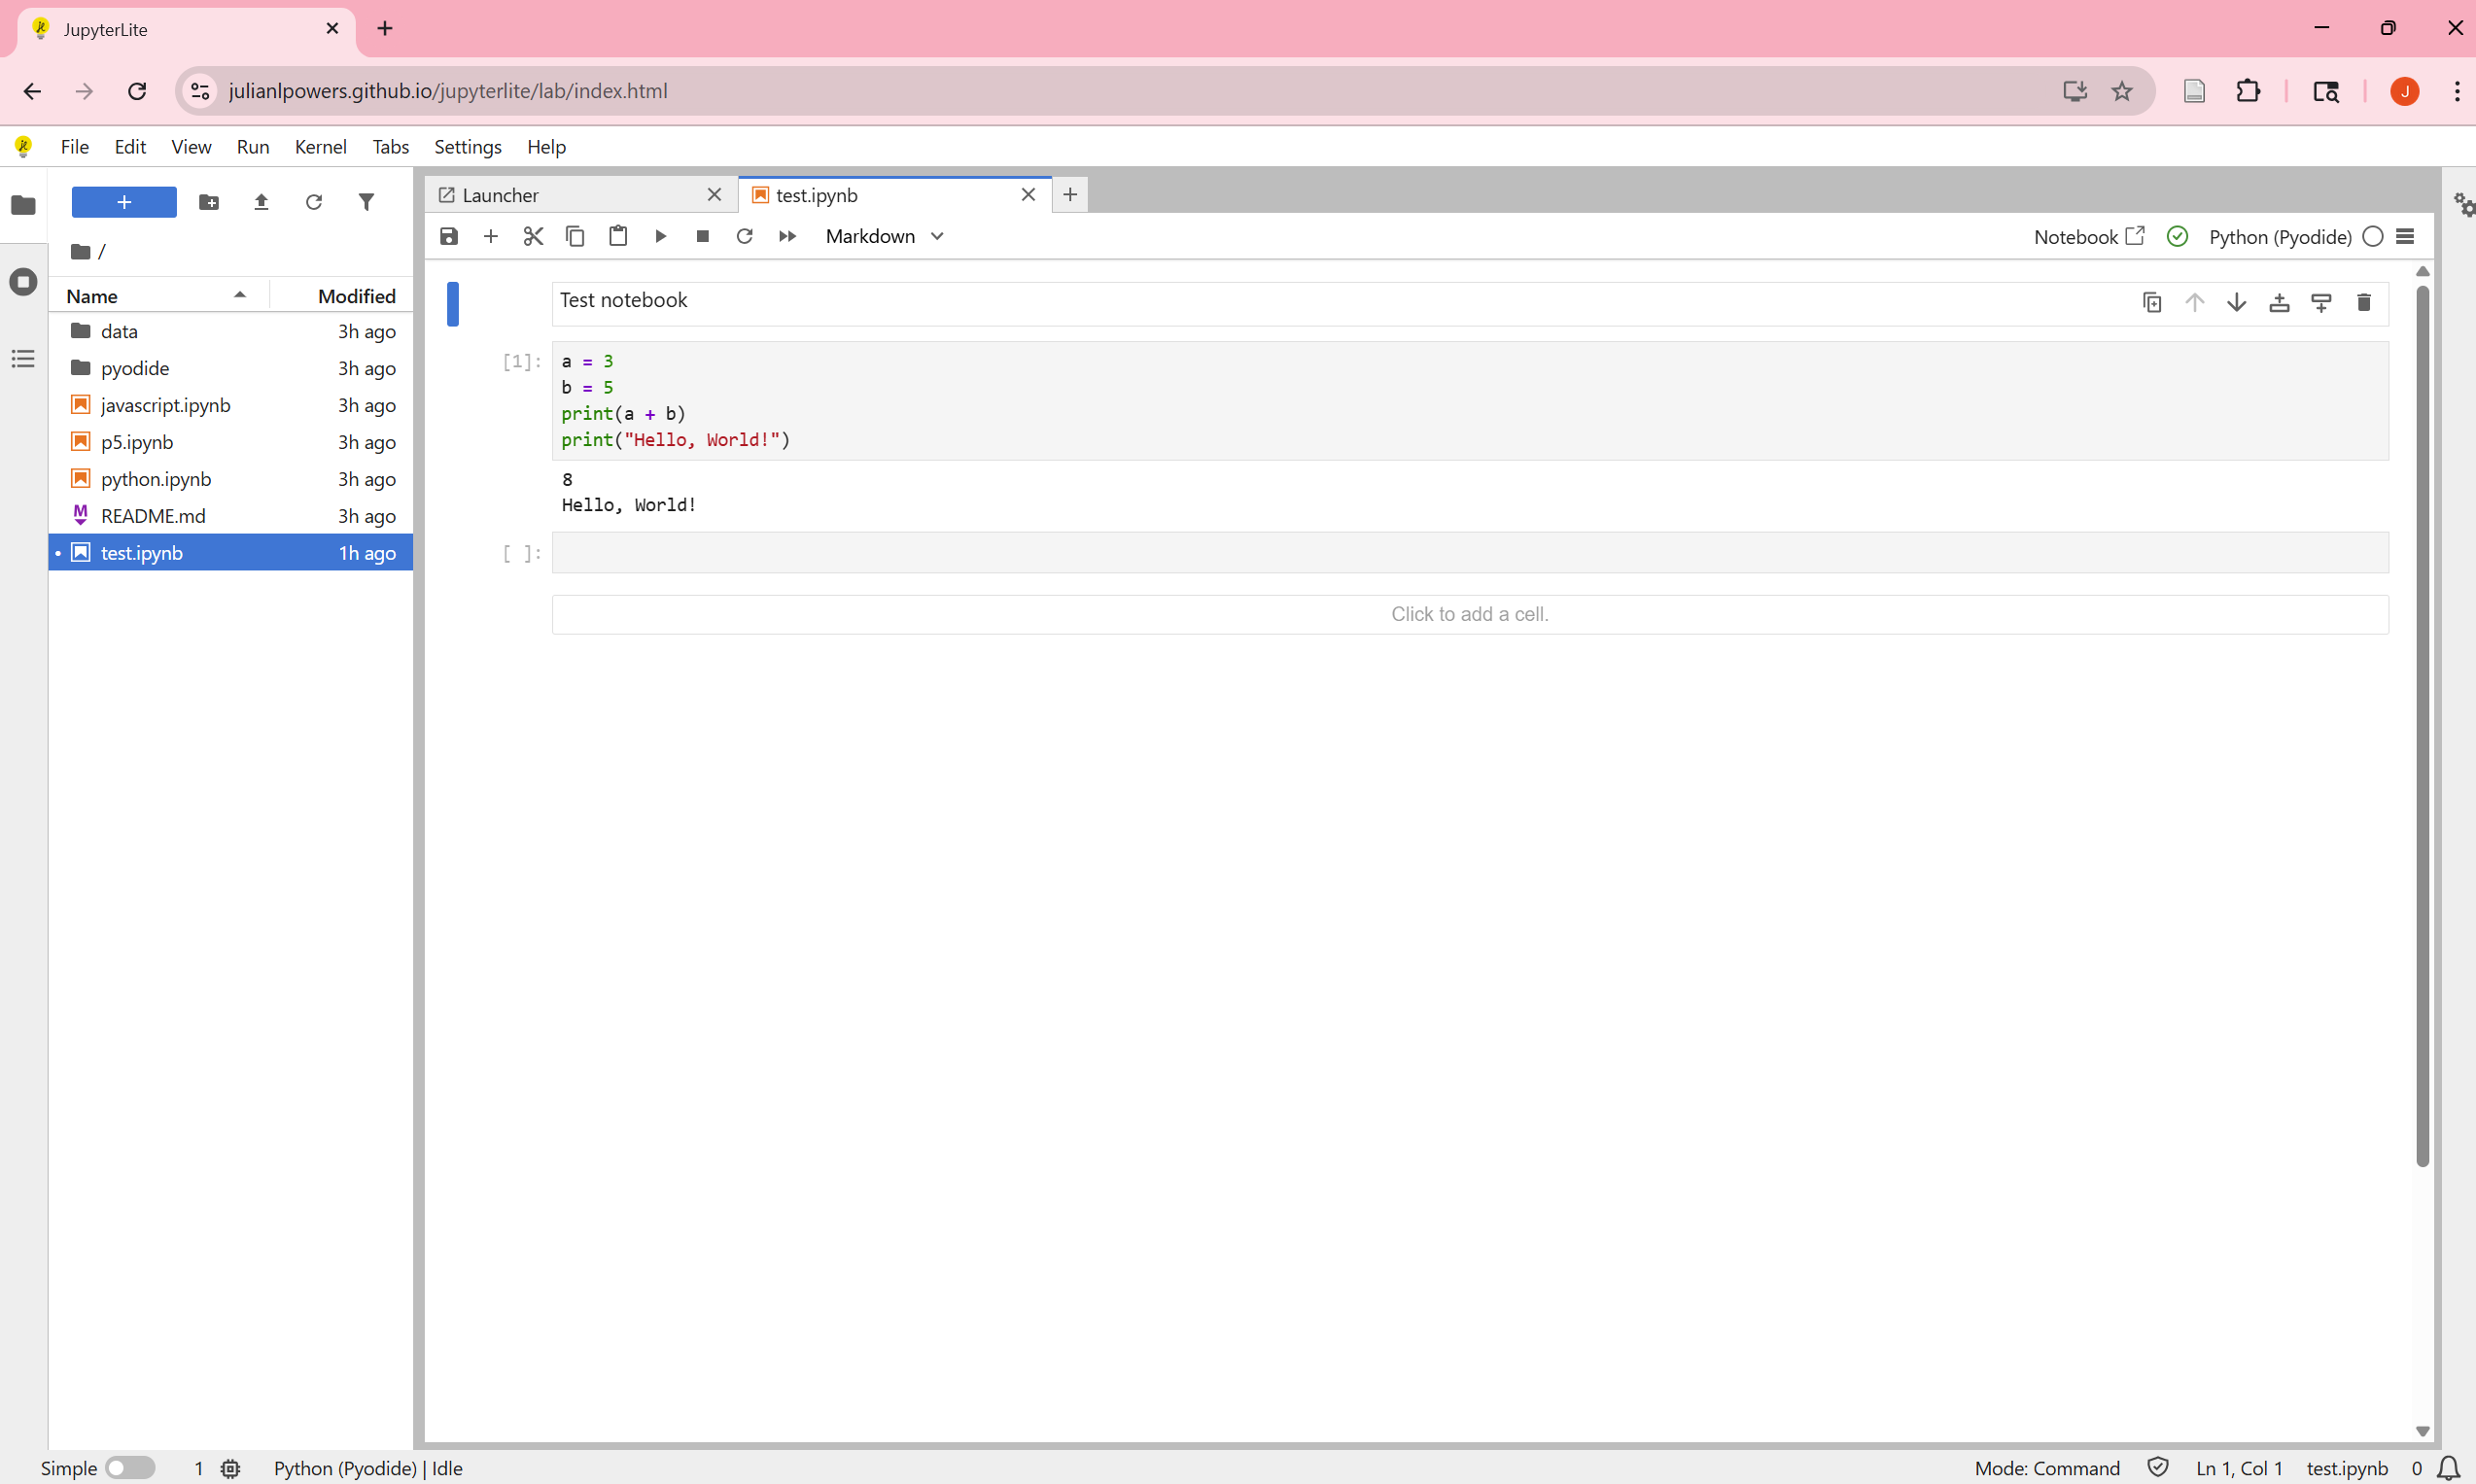 JupyterLite
julianlpowers.github.io/jupyterlite/lab/index.html
J
File Edit View Run Kernel Tabs Settings Help
Launcher
test.ipynb
Markdown
Notebook
Python (Pyodide)
/
Name Modified
data 3h ago
pyodide 3h ago
javascript.ipynb 3h ago
p5.ipynb 3h ago
python.ipynb 3h ago
README.md 3h ago
test.ipynb 1h ago
Test notebook
[1]:
a = 3
b = 5
print(a + b)
print("Hello, World!")
8
Hello, World!
[ ]:
Click to add a cell.
Simple 1 Python (Pyodide) | Idle
Mode: Command Ln 1, Col 1 test.ipynb 0